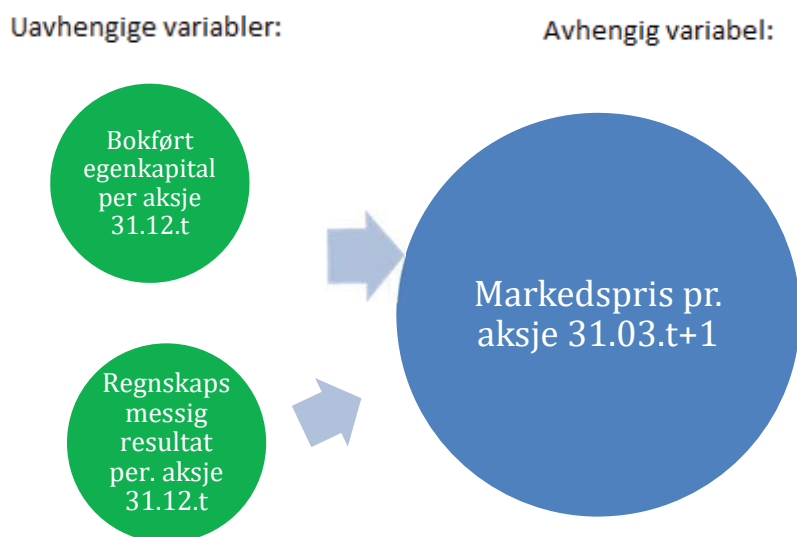 Uavhengige variabler:
Avhengig variabel:
Bokført
egenkapital
per aksje
31.12.t
Markedspris pr.
aksje 31.03.t+1
Regnskaps
messig
resultat
per. aksje
31.12.t